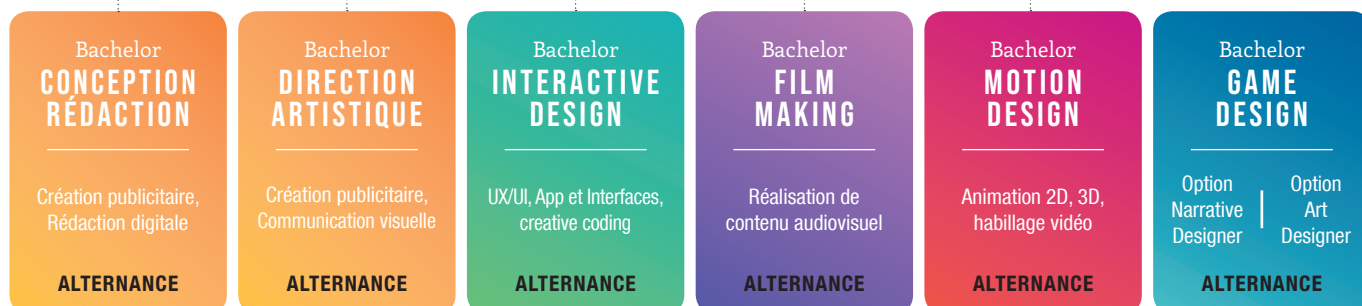 Bachelor
CONCEPTION
RÉDACTION
Création publicitaire,
Rédaction digitale
ALTERNANCE
Bachelor
DIRECTION
ARTISTIQUE
Création publicitaire,
Communication visuelle
ALTERNANCE
Bachelor
INTERACTIVE
DESIGN
UX/UI, App et Interfaces,
creative coding
ALTERNANCE
Bachelor
FILM
MAKING
Réalisation de
contenu audiovisuel
ALTERNANCE
Bachelor
MOTION
DESIGN
Animation 2D, 3D,
habillage vidéo
ALTERNANCE
Bachelor
GAME
DESIGN
Option
Narrative
Designer
Option
Art
Designer
ALTERNANCE